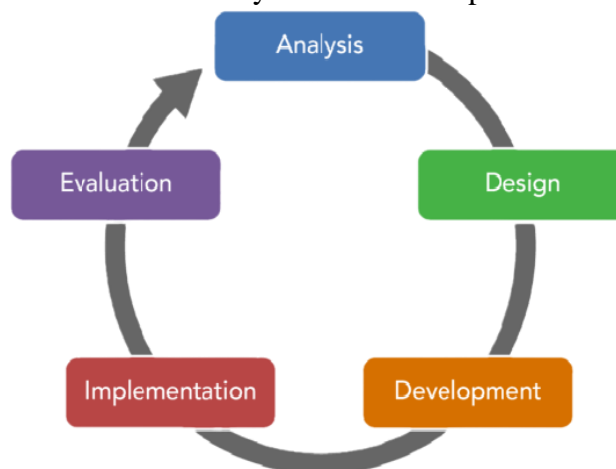 Analysis
Design
Development
Implementation
Evaluation